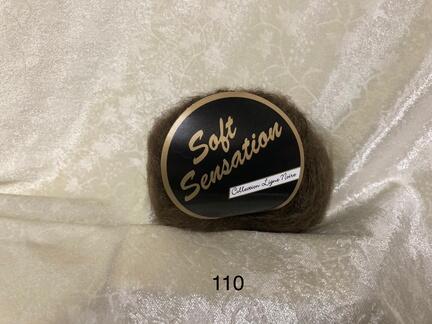 Soft
Sensation
Collection Ligne Noire
110